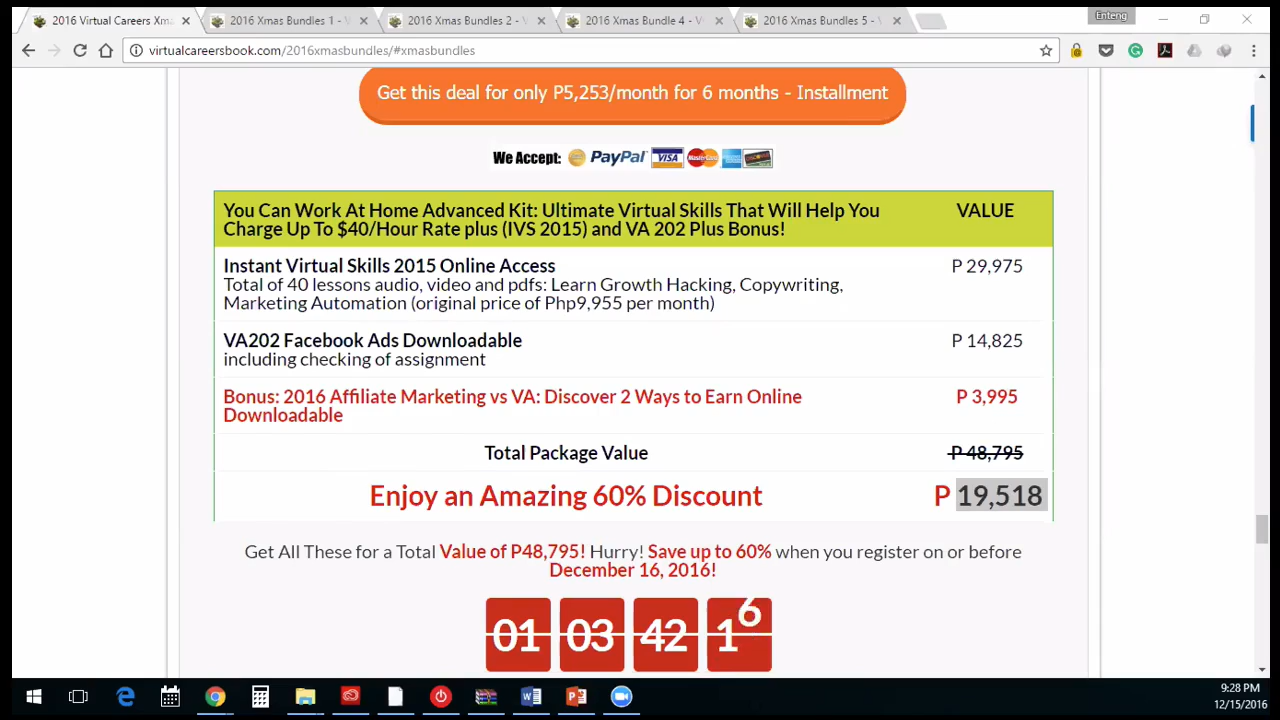 2016 Virtual Careers Xma
2016 Xmas Bundles 1 - V
2016 Xmas Bundles 2 -
2016 Xmas Bundle 4 - V
2016 Xmas Bundles 5 -
Enteng
virtualcareersbook.com/2016xmasbundles/#xmasbundles
Get this deal for only P5,253/month for 6 months - Installment
We Accept: PayPal VISA MasterCard
You Can Work At Home Advanced Kit: Ultimate Virtual Skills That Will Help You VALUE
Charge Up To $40/Hour Rate plus (IVS 2015) and VA 202 Plus Bonus!
Instant Virtual Skills 2015 Online Access P 29,975
Total of 40 lessons audio, video and pdfs: Learn Growth Hacking, Copywriting,
Marketing Automation (original price of Php9,955 per month)
VA202 Facebook Ads Downloadable P 14,825
including checking of assignment
Bonus: 2016 Affiliate Marketing vs VA: Discover 2 Ways to Earn Online P 3,995
Downloadable
Total Package Value P 48,795
Enjoy an Amazing 60% Discount P 19,518
Get All These for a Total Value of P48,795! Hurry! Save up to 60% when you register on or before
December 16, 2016!
01 03 42 16
9:28 PM
12/15/2016